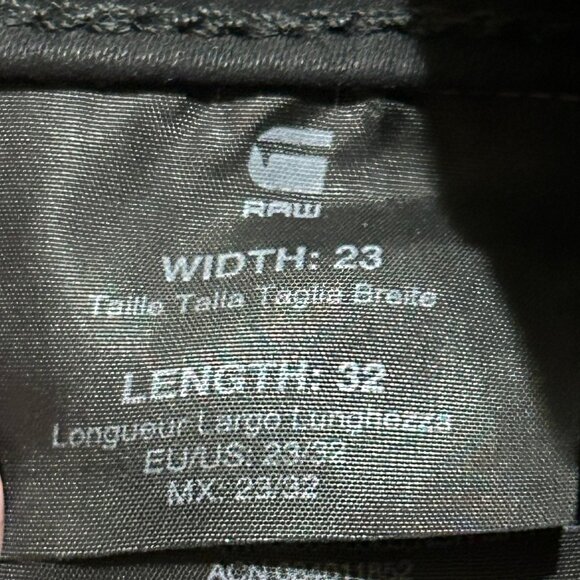 RAW
WIDTH: 23
Taille Talla Taglia Breite
LENGTH: 32
Longueur Largo Lunghezza
EU/US: 23/32
MX: 23/32
ACN